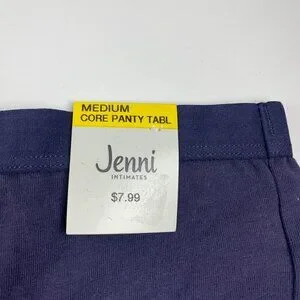 MEDIUM
CORE PANTY TABL
Jenni
INTIMATES
$7.99